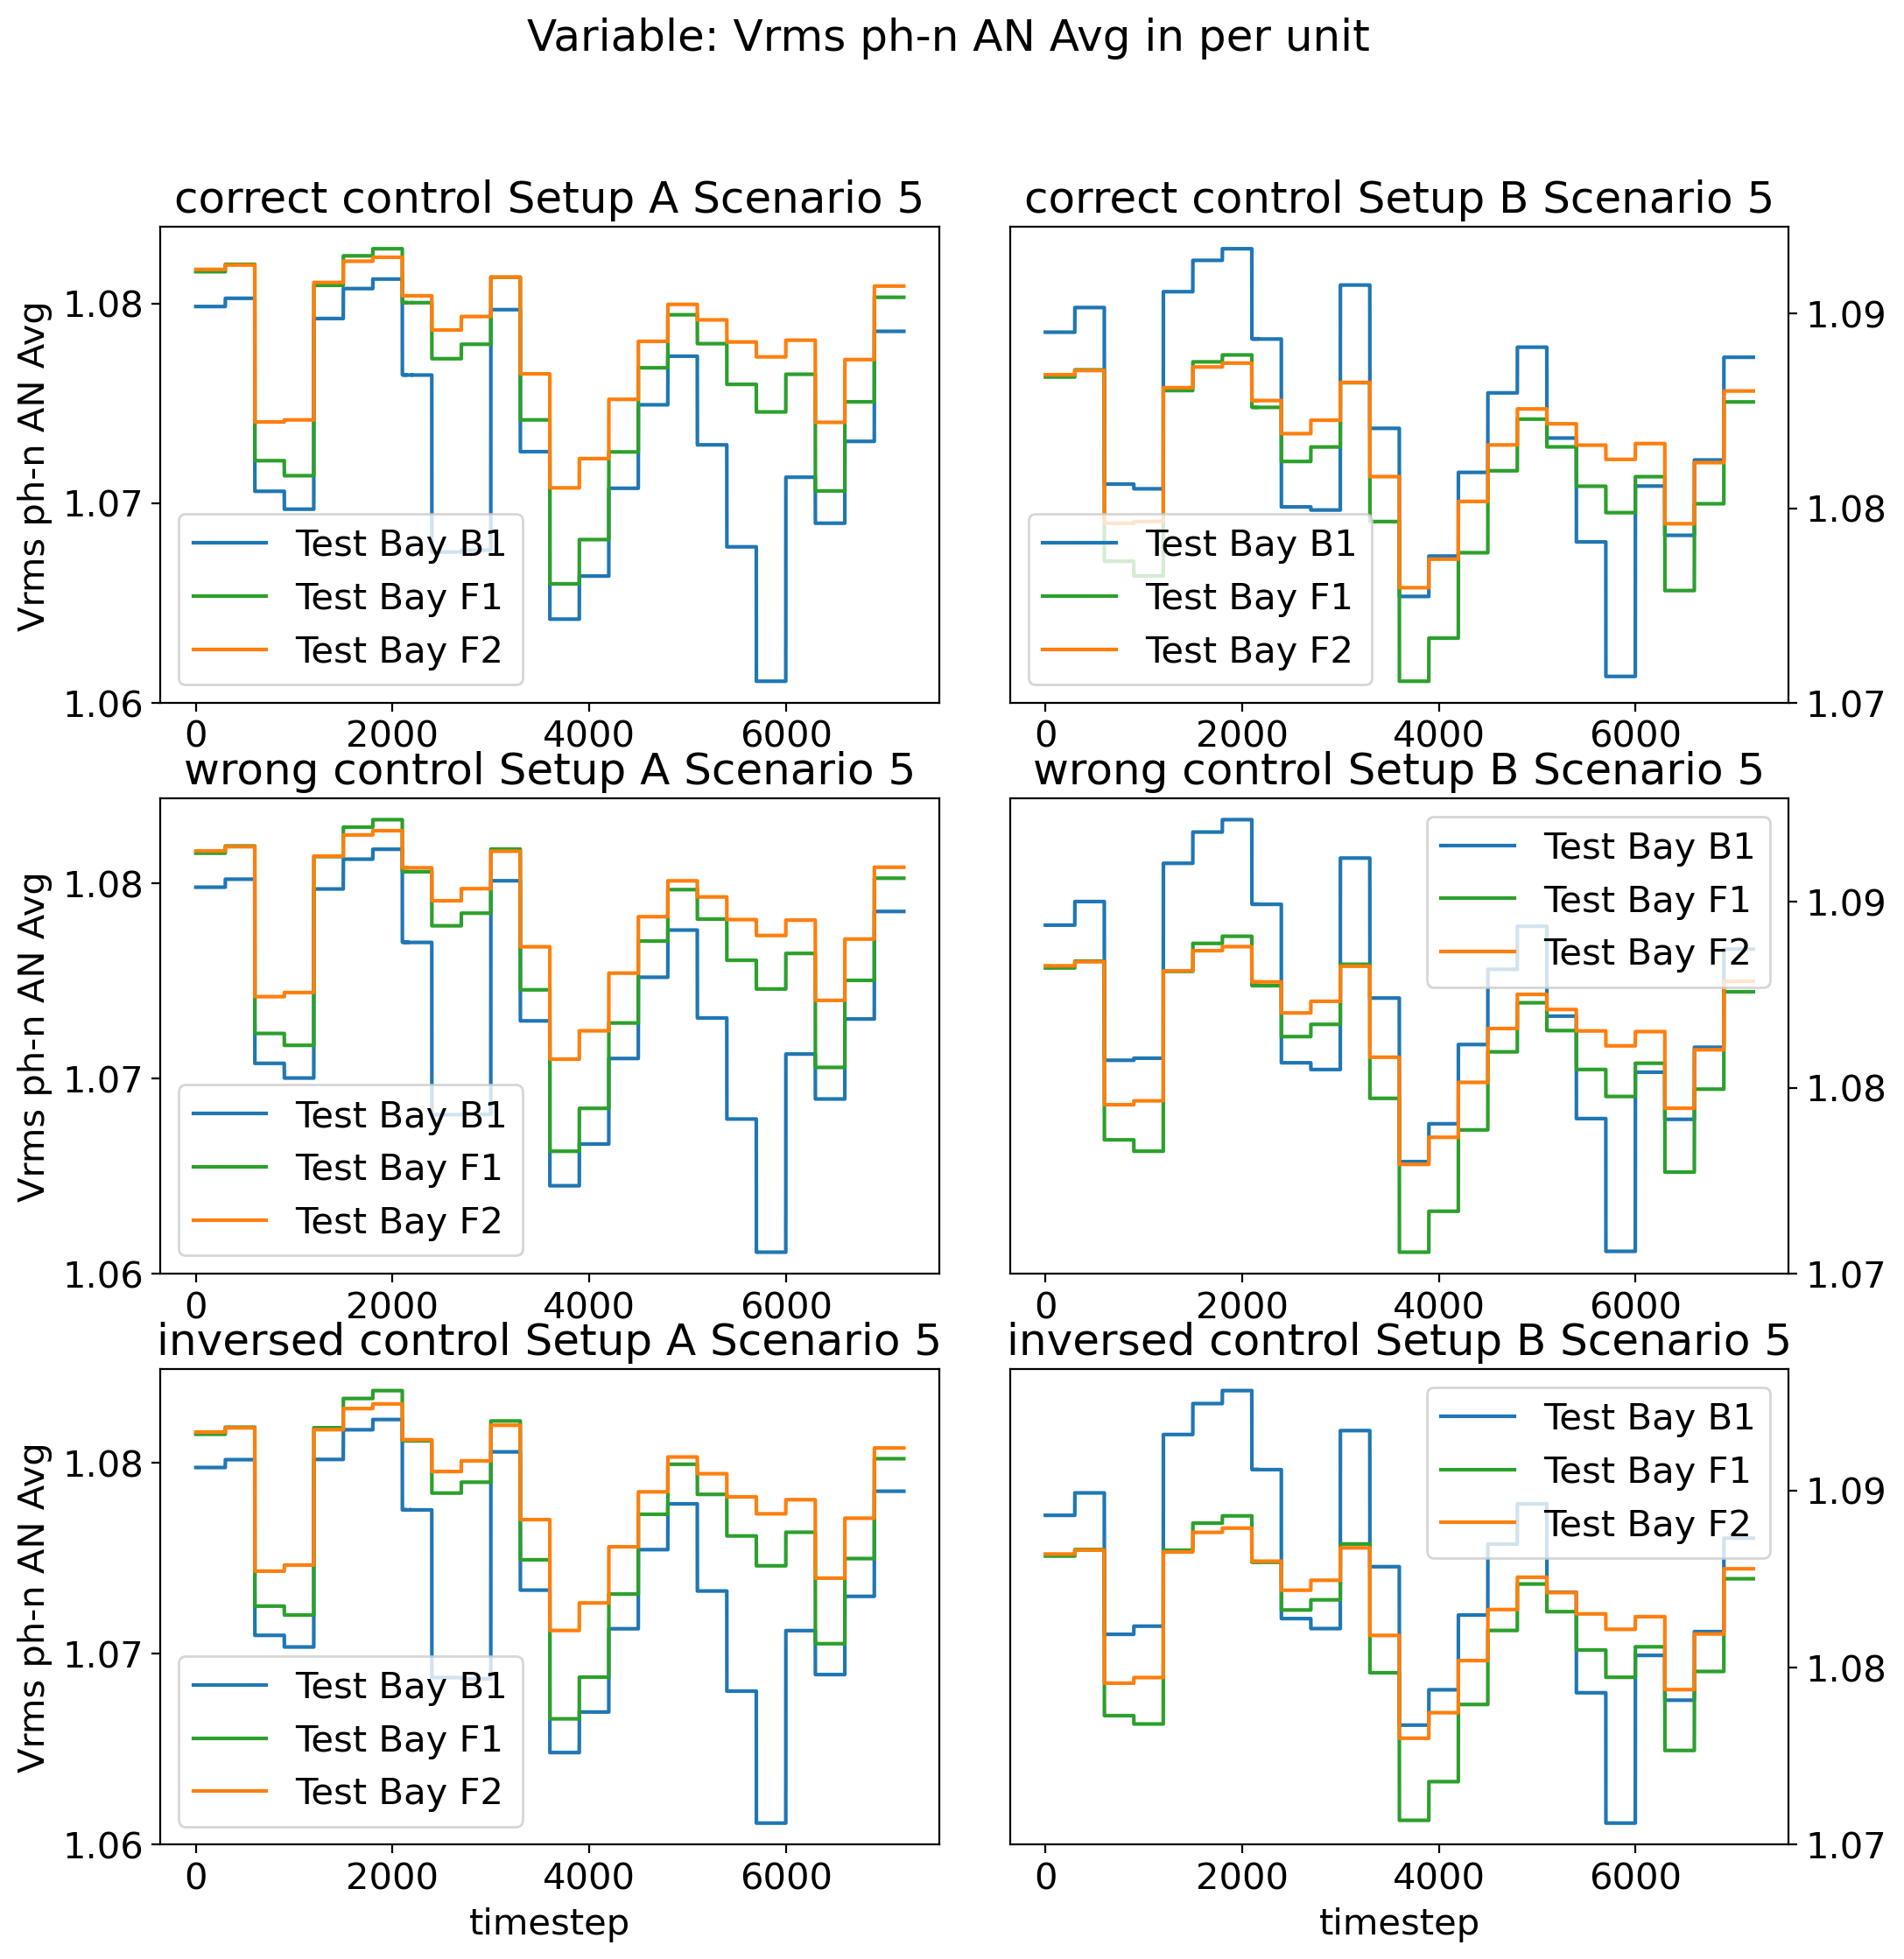 Variable: Vrms ph-n AN Avg in per unit
correct control Setup A Scenario 5
Vrms ph-n AN Avg
1.08
1.07
1.06
Test Bay B1
Test Bay F1
Test Bay F2
0 2000 4000 6000
correct control Setup B Scenario 5
1.09
1.08
1.07
Test Bay B1
Test Bay F1
Test Bay F2
0 2000 4000 6000
wrong control Setup A Scenario 5
Vrms ph-n AN Avg
1.08
1.07
1.06
Test Bay B1
Test Bay F1
Test Bay F2
0 2000 4000 6000
wrong control Setup B Scenario 5
Test Bay B1
Test Bay F1
Test Bay F2
1.09
1.08
1.07
0 2000 4000 6000
inversed control Setup A Scenario 5
Vrms ph-n AN Avg
1.08
1.07
1.06
Test Bay B1
Test Bay F1
Test Bay F2
0 2000 4000 6000
timestep
inversed control Setup B Scenario 5
Test Bay B1
Test Bay F1
Test Bay F2
1.09
1.08
1.07
0 2000 4000 6000
timestep